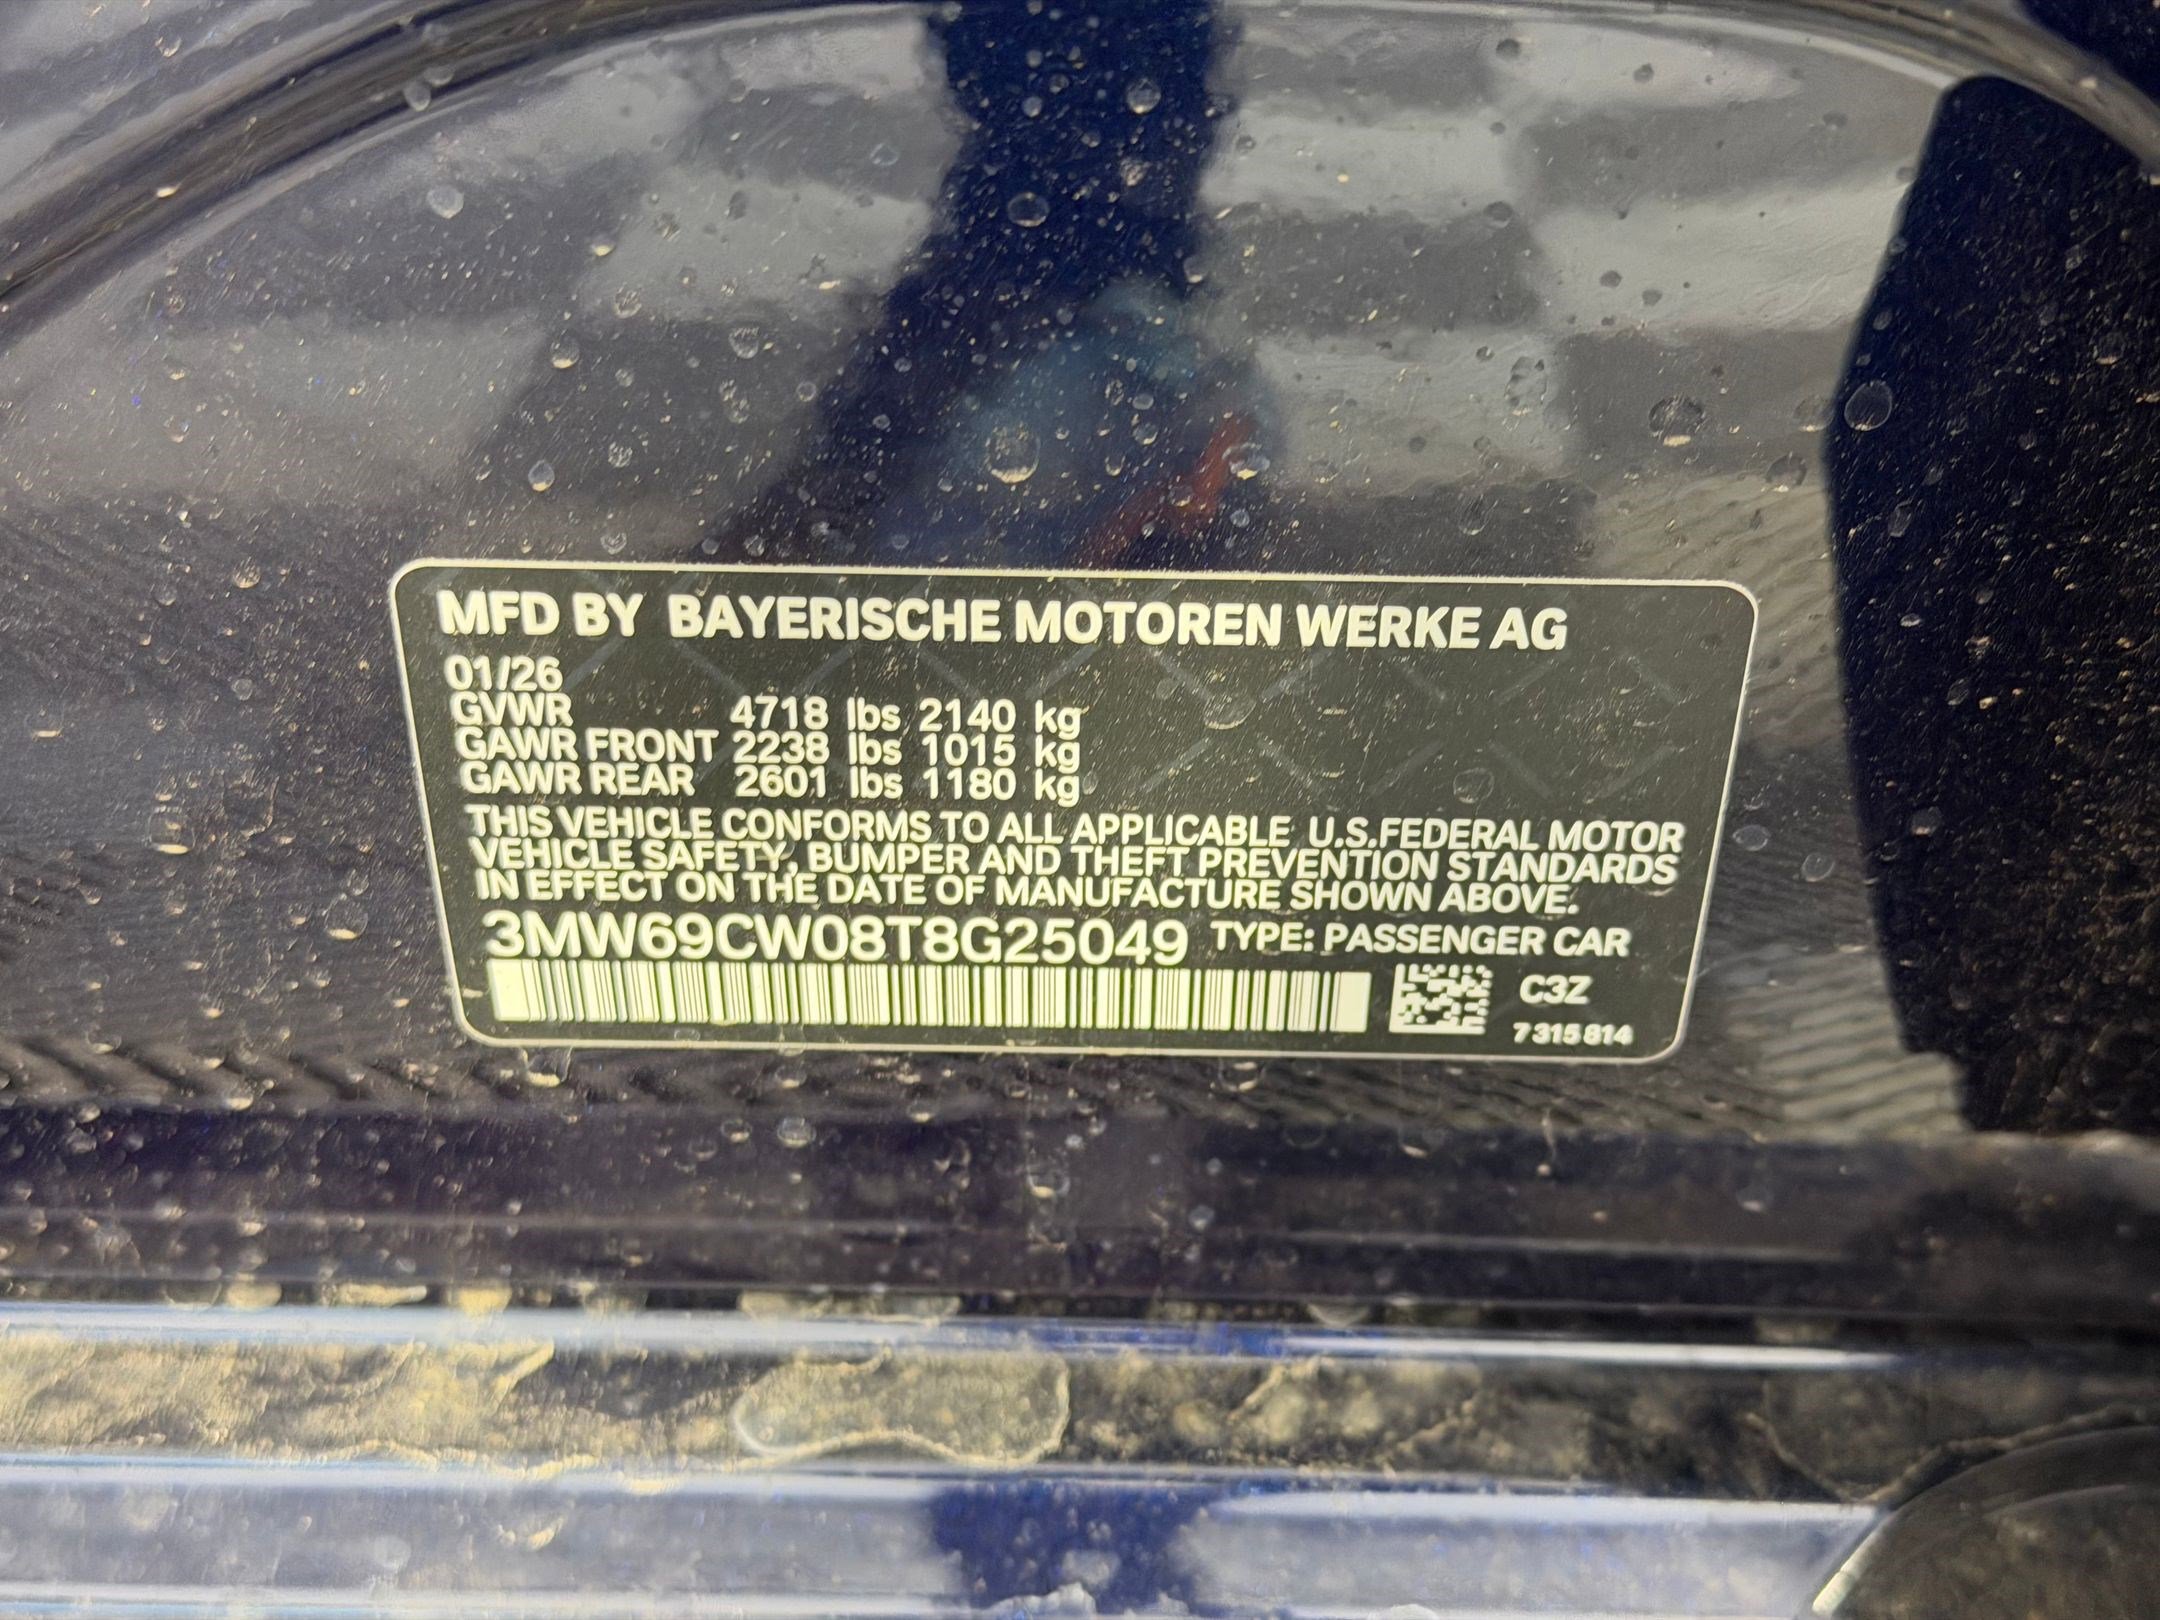 MFD BY BAYERISCHE MOTOREN WERKE AG
01/26
GVWR 4718 lbs 2140 kg
GAWR FRONT 2238 lbs 1015 kg
GAWR REAR 2601 lbs 1180 kg
THIS VEHICLE CONFORMS TO ALL APPLICABLE U.S.FEDERAL MOTOR
VEHICLE SAFETY, BUMPER AND THEFT PREVENTION STANDARDS
IN EFFECT ON THE DATE OF MANUFACTURE SHOWN ABOVE.
3MW69CW08T8G25049 TYPE: PASSENGER CAR
C3Z
7 315 814